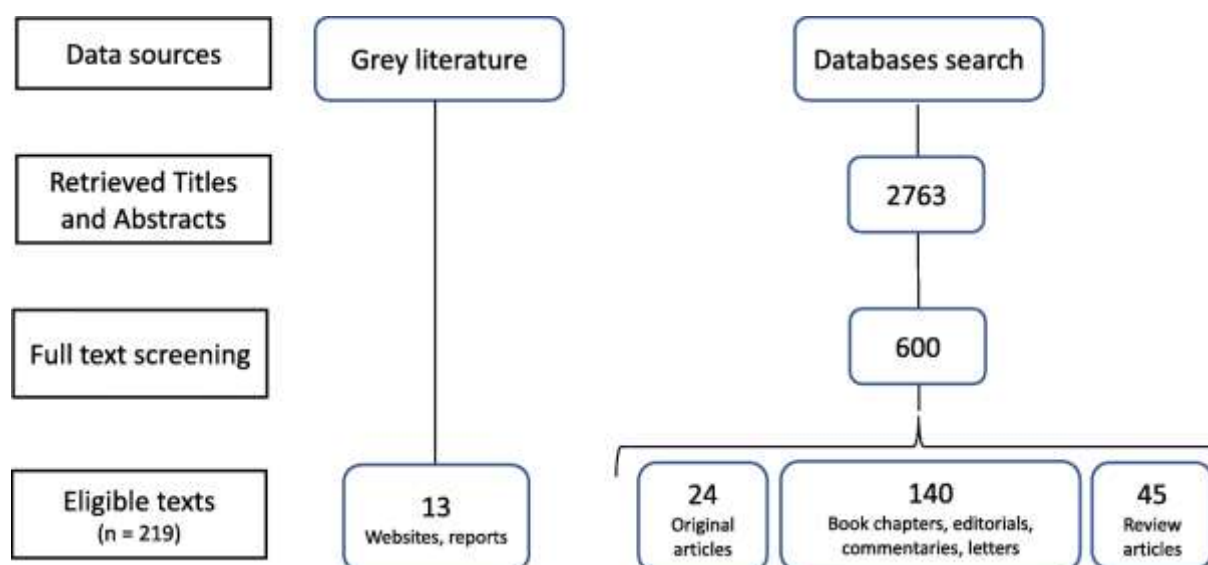 Data sources
Grey literature
Databases search
Retrieved Titles
and Abstracts
2763
Full text screening
600
Eligible texts
(n = 219)
13
Websites, reports
24
Original
articles
140
Book chapters, editorials,
commentaries, letters
45
Review
articles